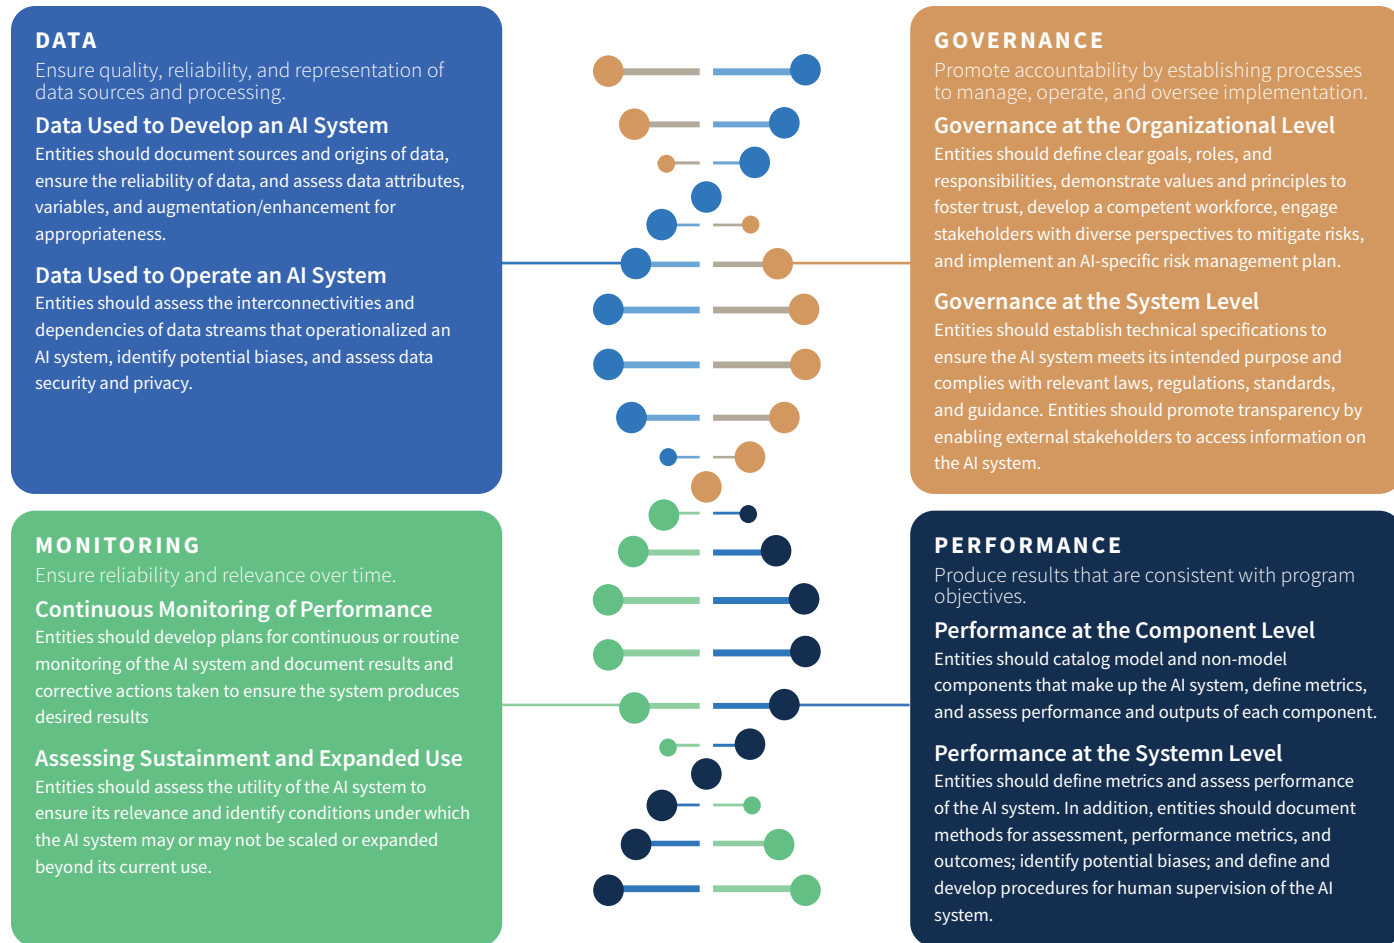 DATA
Ensure quality, reliability, and representation of
data sources and processing.
Data Used to Develop an AI System
Entities should document sources and origins of data,
ensure the reliability of data, and assess data attributes,
variables, and augmentation/enhancement for
appropriateness.
Data Used to Operate an AI System
Entities should assess the interconnectivities and
dependencies of data streams that operationalized an
AI system, identify potential biases, and assess data
security and privacy.
GOVERNANCE
Promote accountability by establishing processes
to manage, operate, and oversee implementation.
Governance at the Organizational Level
Entities should define clear goals, roles, and
responsibilities, demonstrate values and principles to
foster trust, develop a competent workforce, engage
stakeholders with diverse perspectives to mitigate risks,
and implement an AI-specific risk management plan.
Governance at the System Level
Entities should establish technical specifications to
ensure the AI system meets its intended purpose and
complies with relevant laws, regulations, standards,
and guidance. Entities should promote transparency by
enabling external stakeholders to access information on
the AI system.
MONITORING
Ensure reliability and relevance over time.
Continuous Monitoring of Performance
Entities should develop plans for continuous or routine
monitoring of the AI system and document results and
corrective actions taken to ensure the system produces
desired results
Assessing Sustainment and Expanded Use
Entities should assess the utility of the AI system to
ensure its relevance and identify conditions under which
the AI system may or may not be scaled or expanded
beyond its current use.
PERFORMANCE
Produce results that are consistent with program
objectives.
Performance at the Component Level
Entities should catalog model and non-model
components that make up the AI system, define metrics,
and assess performance and outputs of each component.
Performance at the Systemn Level
Entities should define metrics and assess performance
of the AI system. In addition, entities should document
methods for assessment, performance metrics, and
outcomes; identify potential biases; and define and
develop procedures for human supervision of the AI
system.